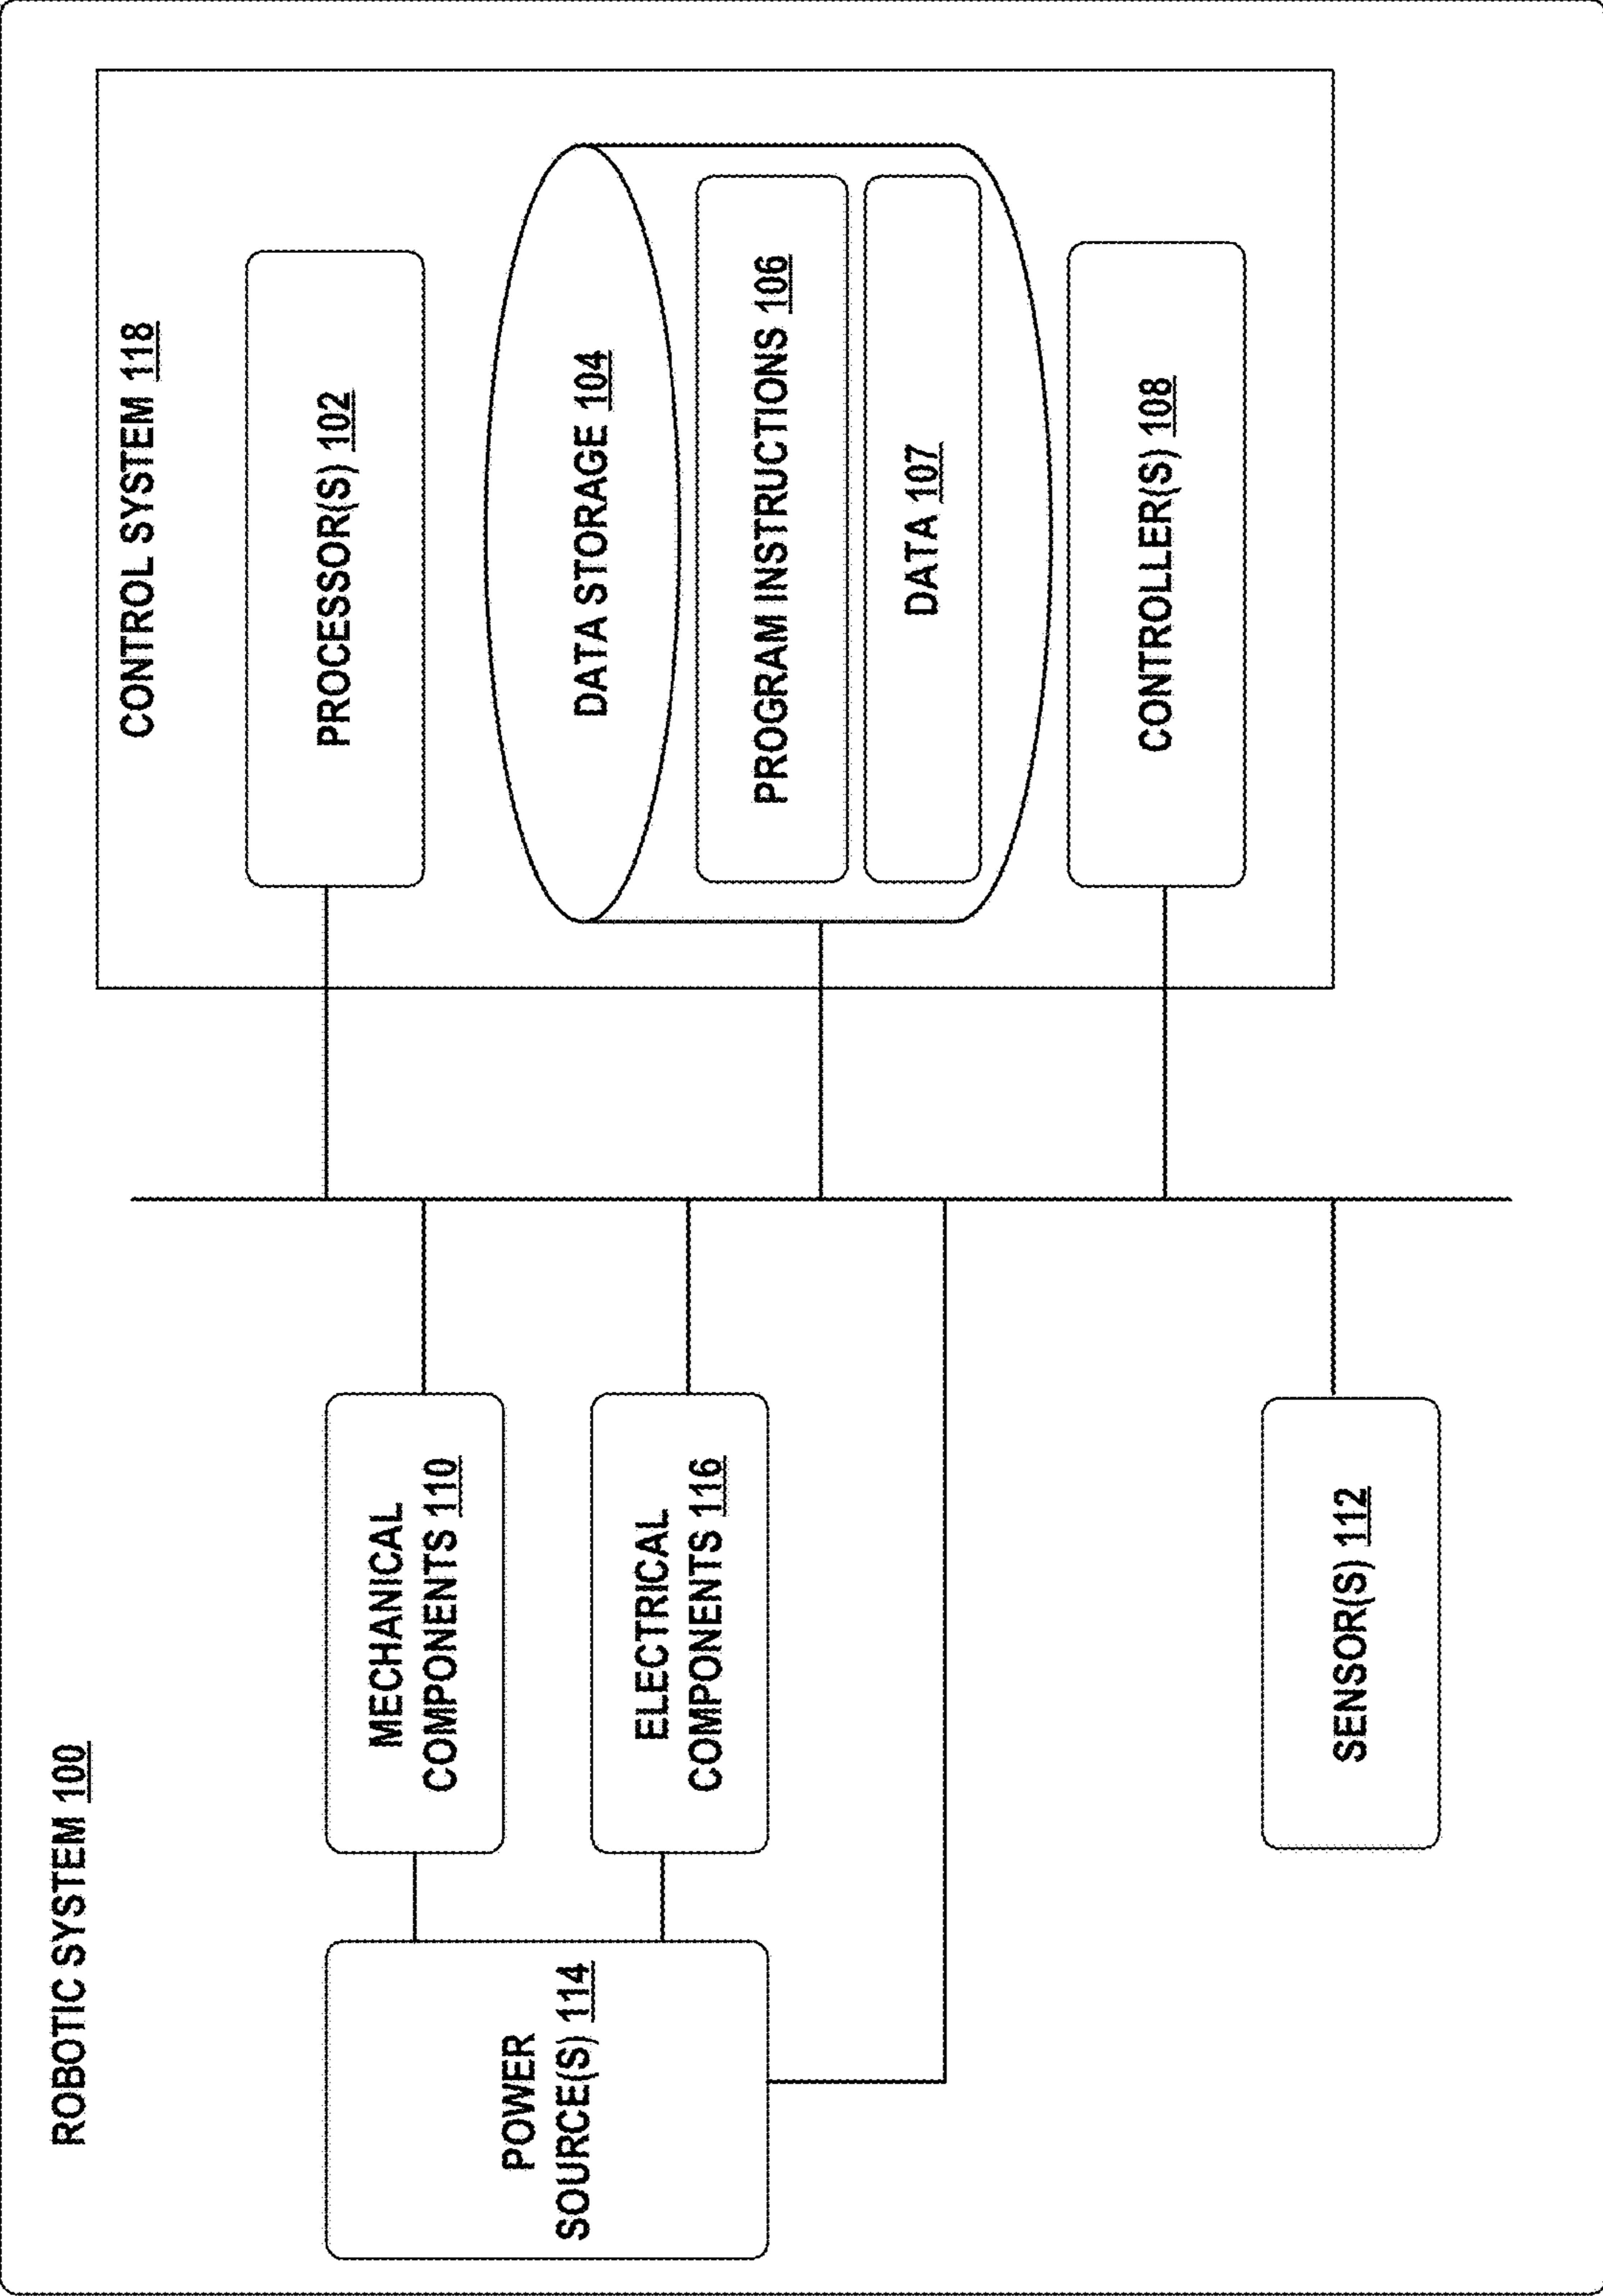 ROBOTIC SYSTEM 100
CONTROL SYSTEM 118
PROCESSOR(S) 102
DATA STORAGE 104
PROGRAM INSTRUCTIONS 106
DATA 107
CONTROLLER(S) 108
MECHANICAL
COMPONENTS 110
ELECTRICAL
COMPONENTS 116
POWER
SOURCE(S) 114
SENSOR(S) 112